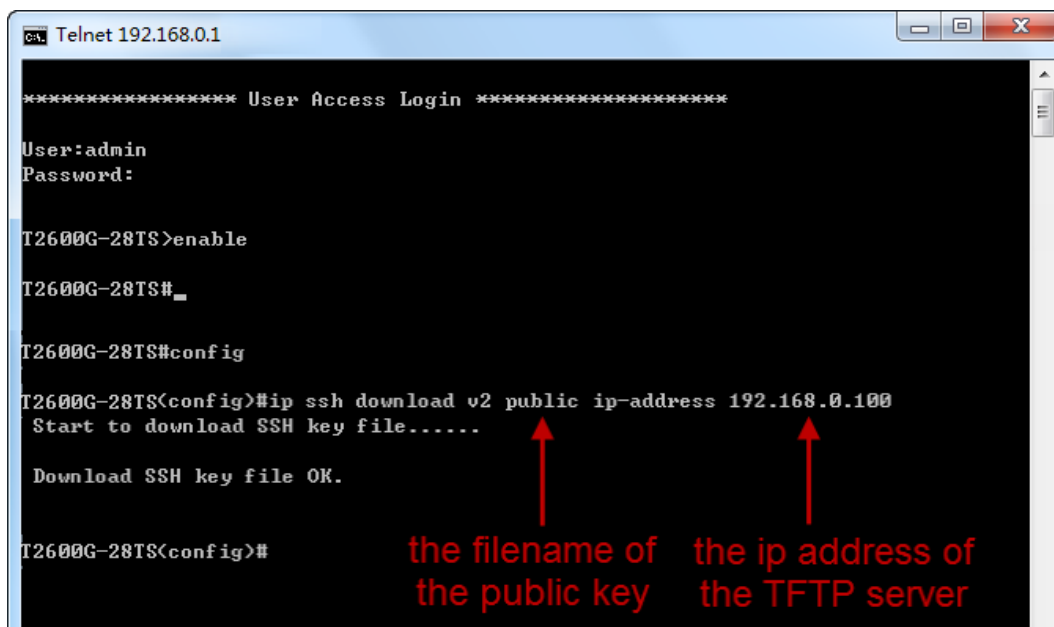 Telnet 192.168.0.1
***************** User Access Login ********************
User:admin
Password:
T2600G-28TS>enable
T2600G-28TS#_
T2600G-28TS#config
T2600G-28TS(config)#ip ssh download v2 public ip-address 192.168.0.100
Start to download SSH key file......
Download SSH key file OK.
T2600G-28TS(config)#
the filename of
the public key
the ip address of
the TFTP server